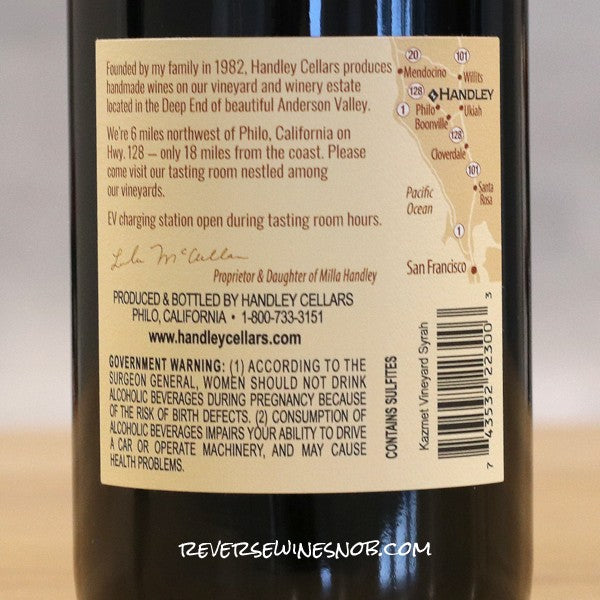 Founded by my family in 1982, Handley Cellars produces
handmade wines on our vineyard and winery estate
located in the Deep End of beautiful Anderson Valley.
We're 6 miles northwest of Philo, California on
Hwy. 128 – only 18 miles from the coast. Please
come visit our tasting room nestled among
our vineyards.
EV charging station open during tasting room hours.
Lulu McClellan
Proprietor & Daughter of Milla Handley
PRODUCED & BOTTLED BY HANDLEY CELLARS
PHILO, CALIFORNIA • 1-800-733-3151
www.handleycellars.com
GOVERNMENT WARNING: (1) ACCORDING TO THE
SURGEON GENERAL, WOMEN SHOULD NOT DRINK
ALCOHOLIC BEVERAGES DURING PREGNANCY BECAUSE
OF THE RISK OF BIRTH DEFECTS. (2) CONSUMPTION OF
ALCOHOLIC BEVERAGES IMPAIRS YOUR ABILITY TO DRIVE
A CAR OR OPERATE MACHINERY, AND MAY CAUSE
HEALTH PROBLEMS.
CONTAINS SULFITES
Kazmet Vineyard Syrah
7 43532 22300 3
20
101
Mendocino
Willits
128
HANDLEY
1
Philo
Ukiah
Boonville
128
Cloverdale
101
Pacific
Ocean
Santa
Rosa
1
San Francisco
REVERSEWINESNOB.COM